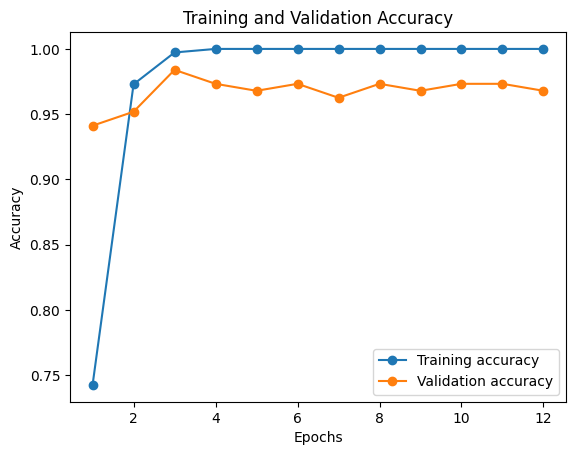 Training and Validation Accuracy
1.00
0.95
0.90
0.85
0.80
0.75
Accuracy
2 4 6 8 10 12
Epochs
Training accuracy
Validation accuracy